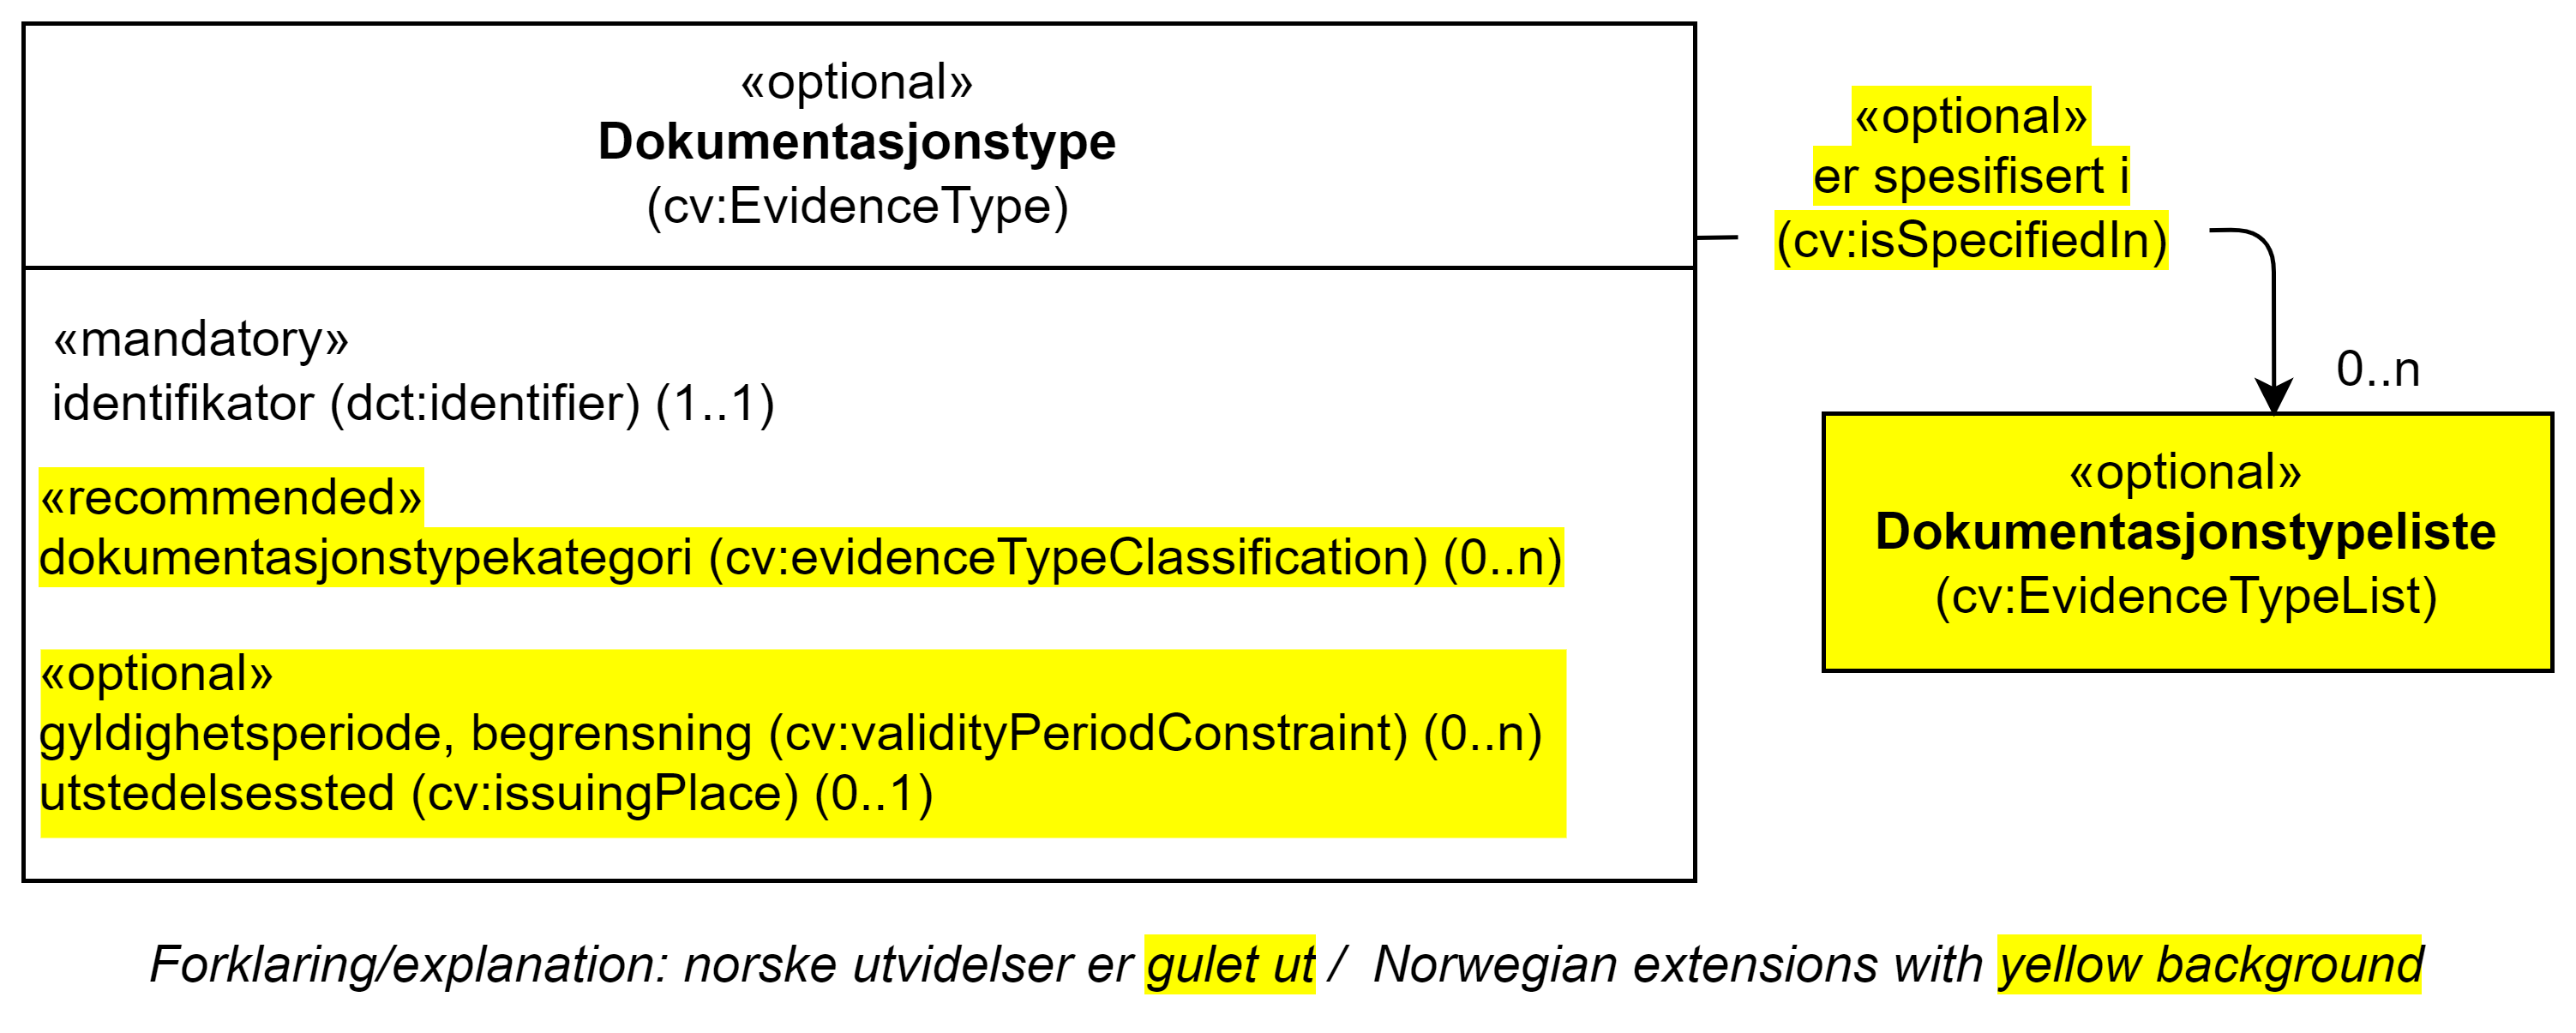 «optional»
Dokumentasjonstype
(cv:EvidenceType)
«mandatory»
identifikator (dct:identifier) (1..1)
«recommended»
dokumentasjonstypekategori (cv:evidenceTypeClassification) (0..n)
«optional»
gyldighetsperiode, begrensning (cv:validityPeriodConstraint) (0..n)
utstedelsessted (cv:issuingPlace) (0..1)
«optional»
er spesifisert i
(cv:isSpecifiedIn)
0..n
«optional»
Dokumentasjonstypeliste
(cv:EvidenceTypeList)
Forklaring/explanation: norske utvidelser er gulet ut / Norwegian extensions with yellow background